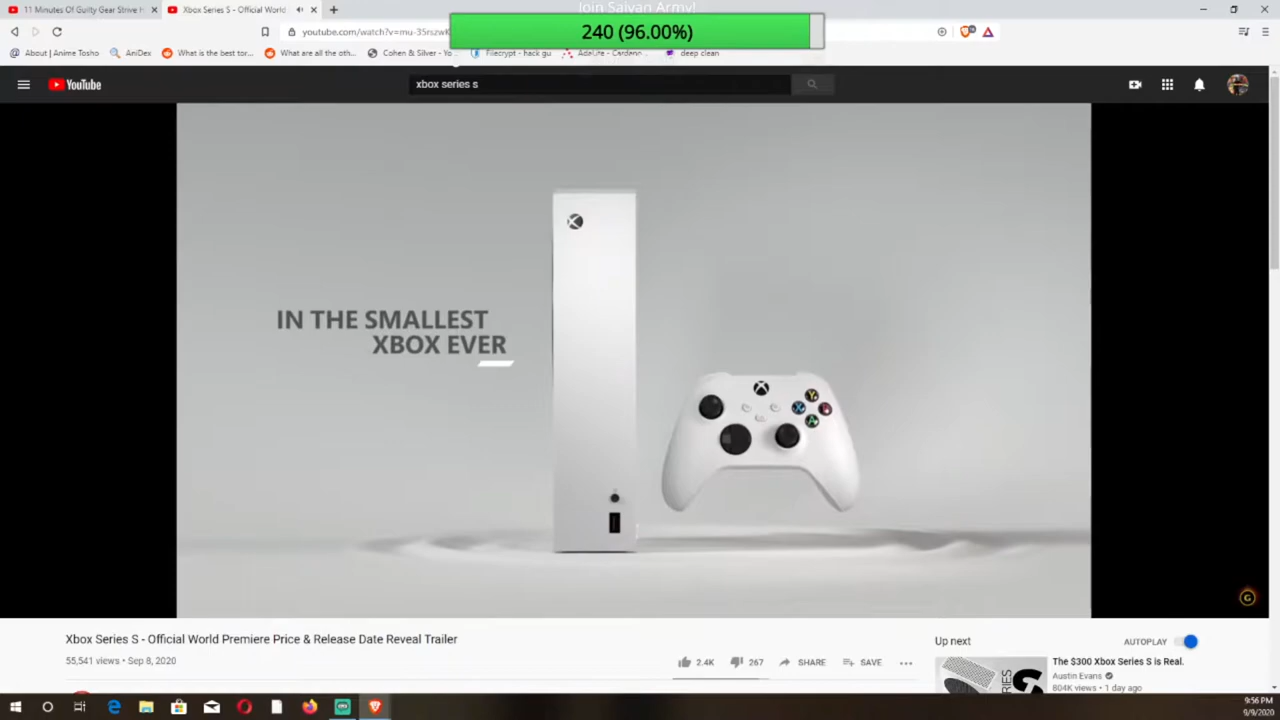 Join Saiyan Army!
240 (96.00%)
11 Minutes Of Guilty Gear Strive
Xbox Series S - Official World
youtube.com/watch?v=mu-35rszwK
About | Anime Tosho
AniDex
What is the best tor...
What are all the oth...
Cohen & Silver - Yo...
Filecrypt - hack gu
deep clean
YouTube
xbox series s
IN THE SMALLEST
XBOX EVER
Y
X
A
G
Xbox Series S - Official World Premiere Price & Release Date Reveal Trailer
55,541 views • Sep 8, 2020
2.4K
267
SHARE
SAVE
Up next
AUTOPLAY
The $300 Xbox Series S is Real.
Austin Evans
804K views • 1 day ago
9:56 PM
9/9/2020